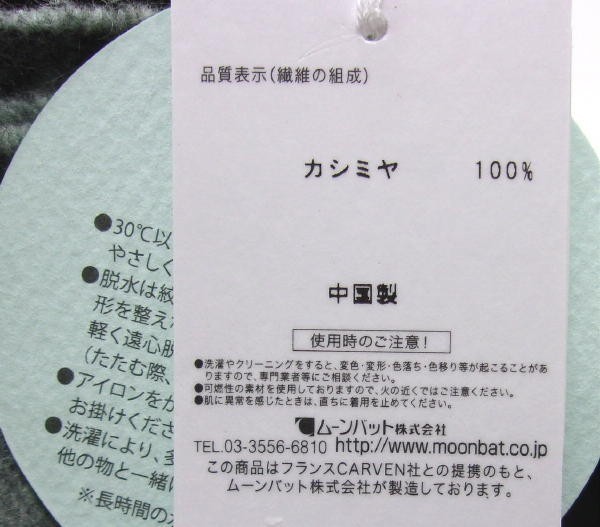 品質表示(繊維の組成)
カシミヤ 100%
中国製
使用時のご注意!
●洗濯やクリーニングをすると、変色・変形・色落ち・色移り等が起こることがあ
りますので、専門業者等にご相談ください。
●可燃性の素材を使用しておりますので、火の近くではご注意ください。
●肌に異常を感じたときは、直ちに着用を止めてください。
ムーンバット株式会社
TEL.03-3556-6810 http://www.moonbat.co.jp
この商品はフランスCARVEN社との提携のもと、
ムーンバット株式会社が製造しております。
●30℃以
やさしく
●脱水は絞
形を整え
軽く遠心脱
(たたむ際、
●アイロンをか
お掛けくださ
●洗濯により、多
他の物と一緒に
※長時間の